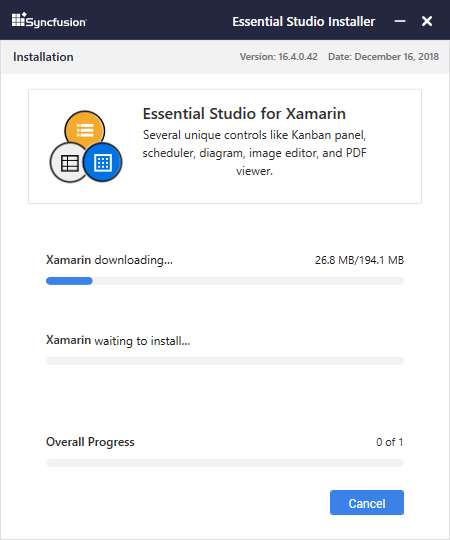 Syncfusion Essential Studio Installer
Installation Version: 16.4.0.42 Date: December 16, 2018
Essential Studio for Xamarin
Several unique controls like Kanban panel,
scheduler, diagram, image editor, and PDF
viewer.
Xamarin downloading... 26.8 MB/194.1 MB
Xamarin waiting to install...
Overall Progress 0 of 1
Cancel